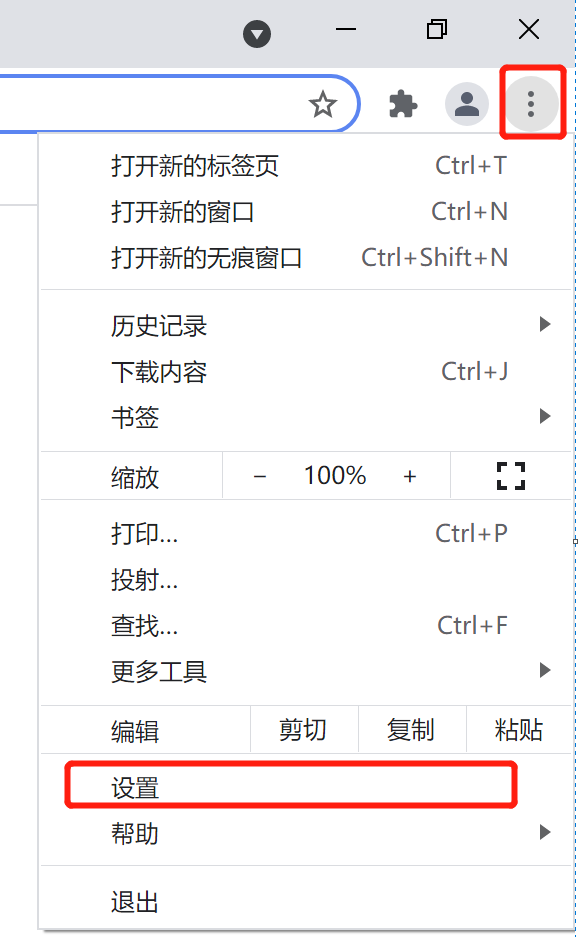 打开新的标签页 Ctrl+T
打开新的窗口 Ctrl+N
打开新的无痕窗口 Ctrl+Shift+N
历史记录
下载内容 Ctrl+J
书签
缩放 − 100% +
打印... Ctrl+P
投射...
查找... Ctrl+F
更多工具
编辑 剪切 复制 粘贴
设置
帮助
退出